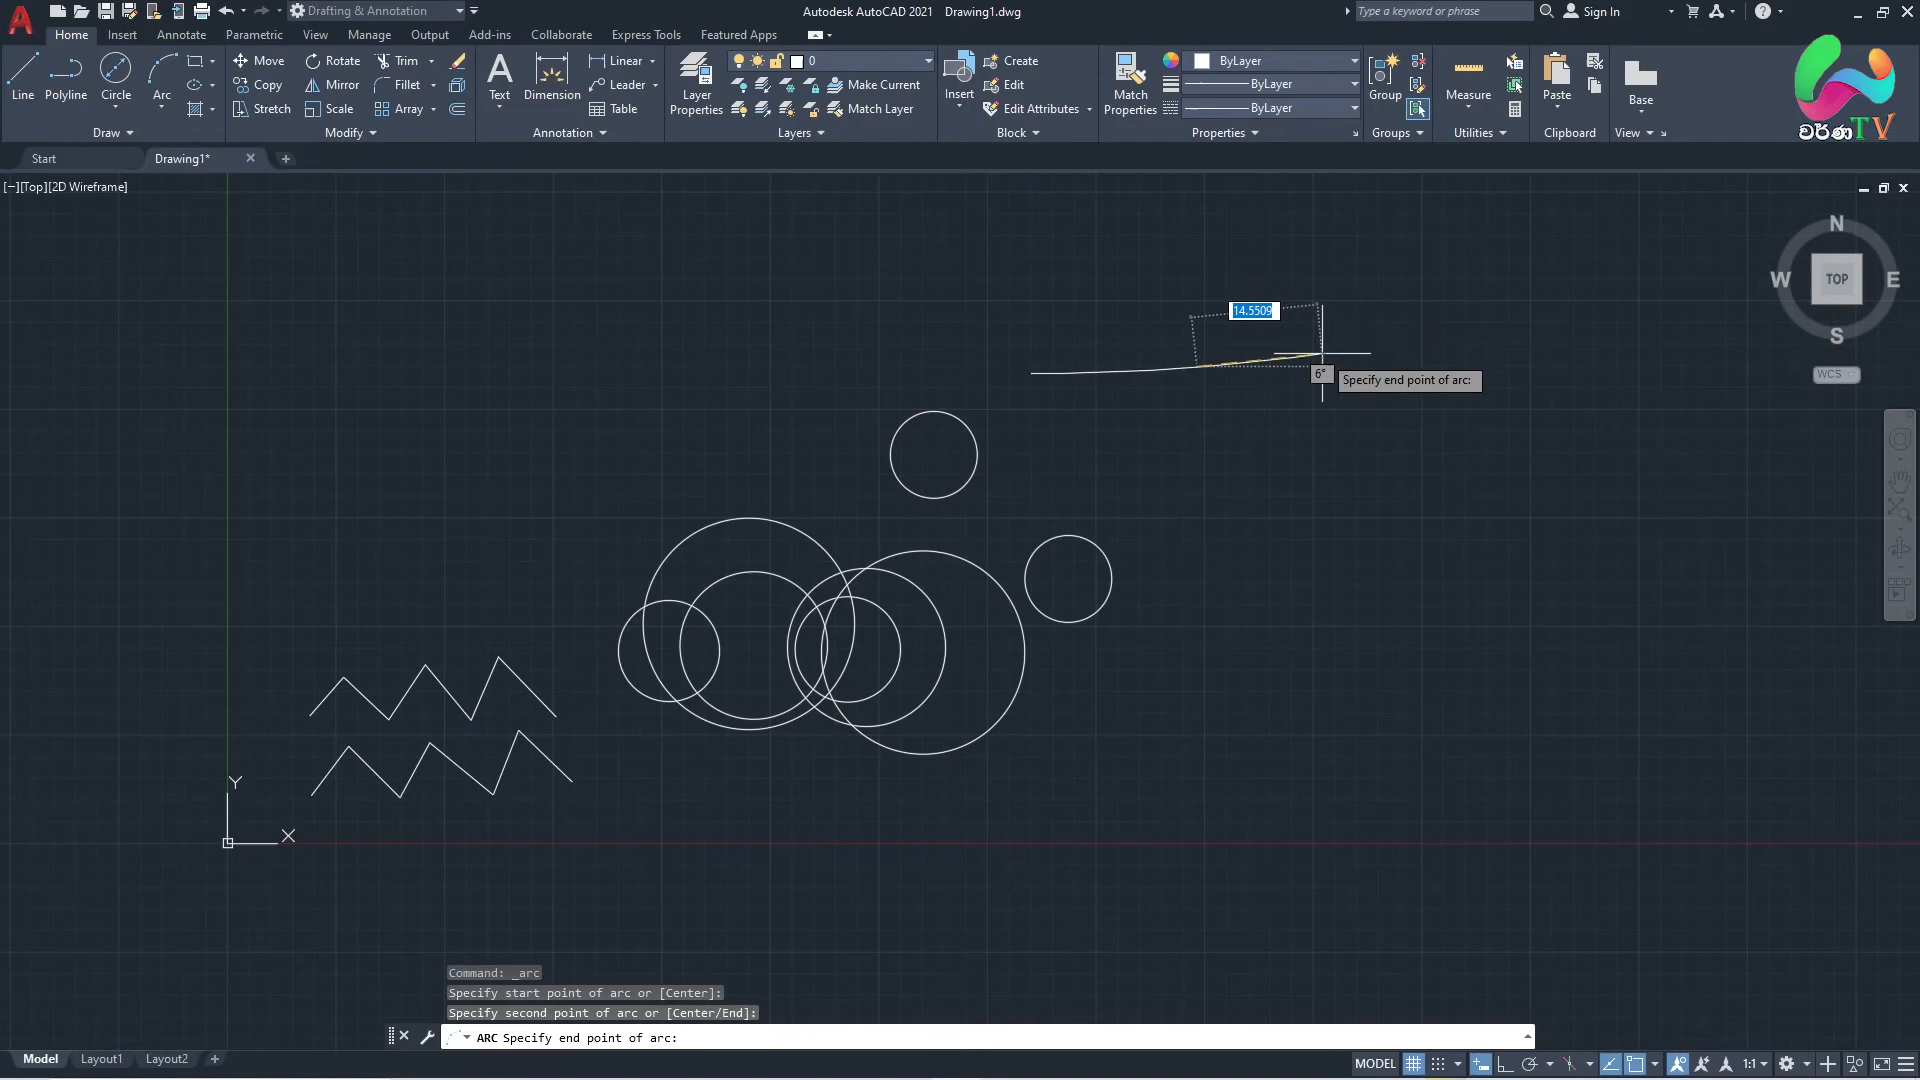 Drafting & Annotation
Autodesk AutoCAD 2021 Drawing1.dwg
Type a keyword or phrase
Sign In
Home Insert Annotate Parametric View Manage Output Add-ins Collaborate Express Tools Featured Apps
Line Polyline Circle Arc
Move Rotate Trim
Copy Mirror Fillet
Stretch Scale Array
Text Dimension
Linear
Leader
Table
Layer Properties
0
Make Current
Match Layer
Insert
Create
Edit
Edit Attributes
Match Properties
ByLayer
ByLayer
ByLayer
Group
Measure
Paste
Base
Draw Modify Annotation Layers Block Properties Groups Utilities Clipboard View
වර්ණ TV
Start Drawing1*
[−][Top][2D Wireframe]
N
W TOP E
S
WCS
14.5509
6° Specify end point of arc:
Y
X
Command: _arc
Specify start point of arc or [Center]:
Specify second point of arc or [Center/End]:
ARC Specify end point of arc:
Model Layout1 Layout2
MODEL 1:1